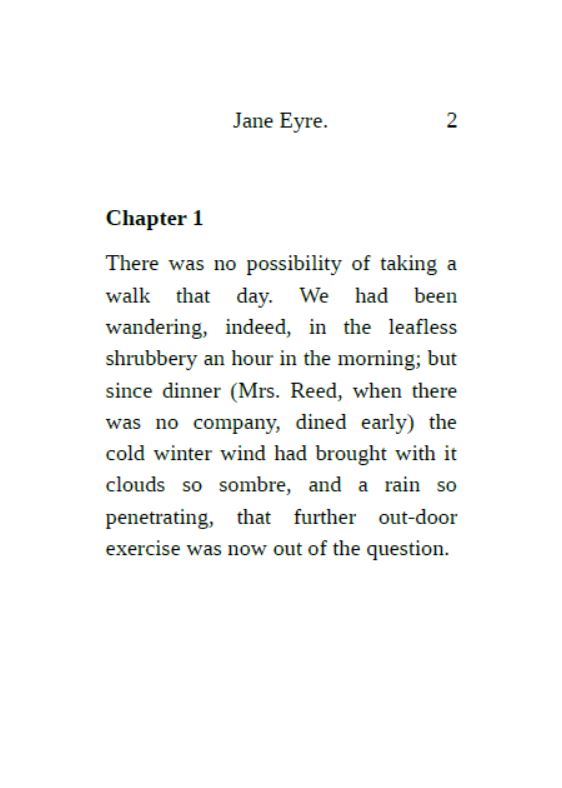 Jane Eyre. 2
Chapter 1
There was no possibility of taking a
walk that day. We had been
wandering, indeed, in the leafless
shrubbery an hour in the morning; but
since dinner (Mrs. Reed, when there
was no company, dined early) the
cold winter wind had brought with it
clouds so sombre, and a rain so
penetrating, that further out-door
exercise was now out of the question.